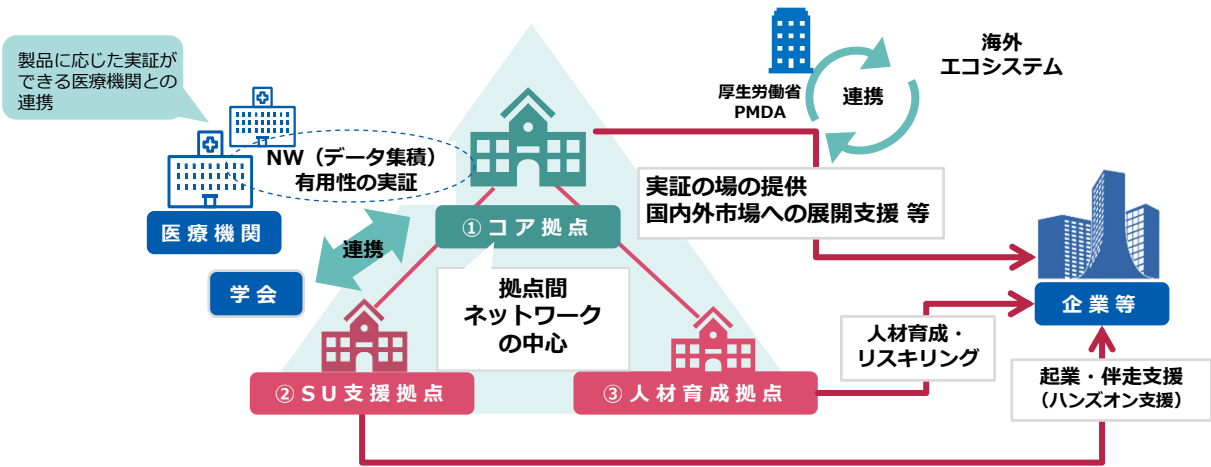 製品に応じた実証が
できる医療機関との
連携
NW（データ集積）
有用性の実証
医療機関
連携
学会
①コア拠点
拠点間
ネットワーク
の中心
②SU支援拠点
③人材育成拠点
厚生労働省
PMDA
連携
海外
エコシステム
実証の場の提供
国内外市場への展開支援 等
企業等
人材育成・
リスキリング
起業・伴走支援
（ハンズオン支援）